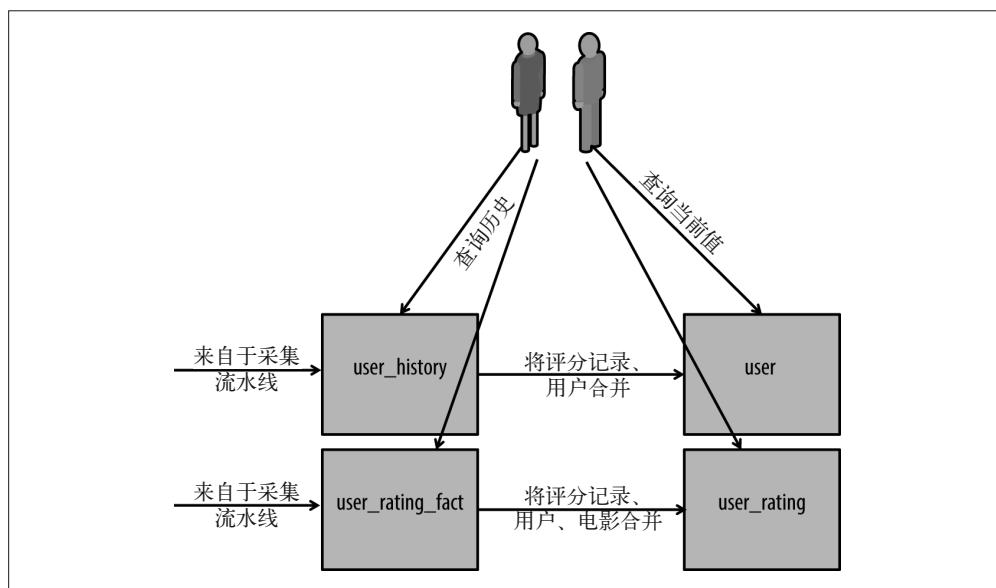 查询历史
查询当前值
来自于采集
流水线
user_history
将评分记录、
用户合并
user
来自于采集
流水线
user_rating_fact
将评分记录、
用户、电影合并
user_rating